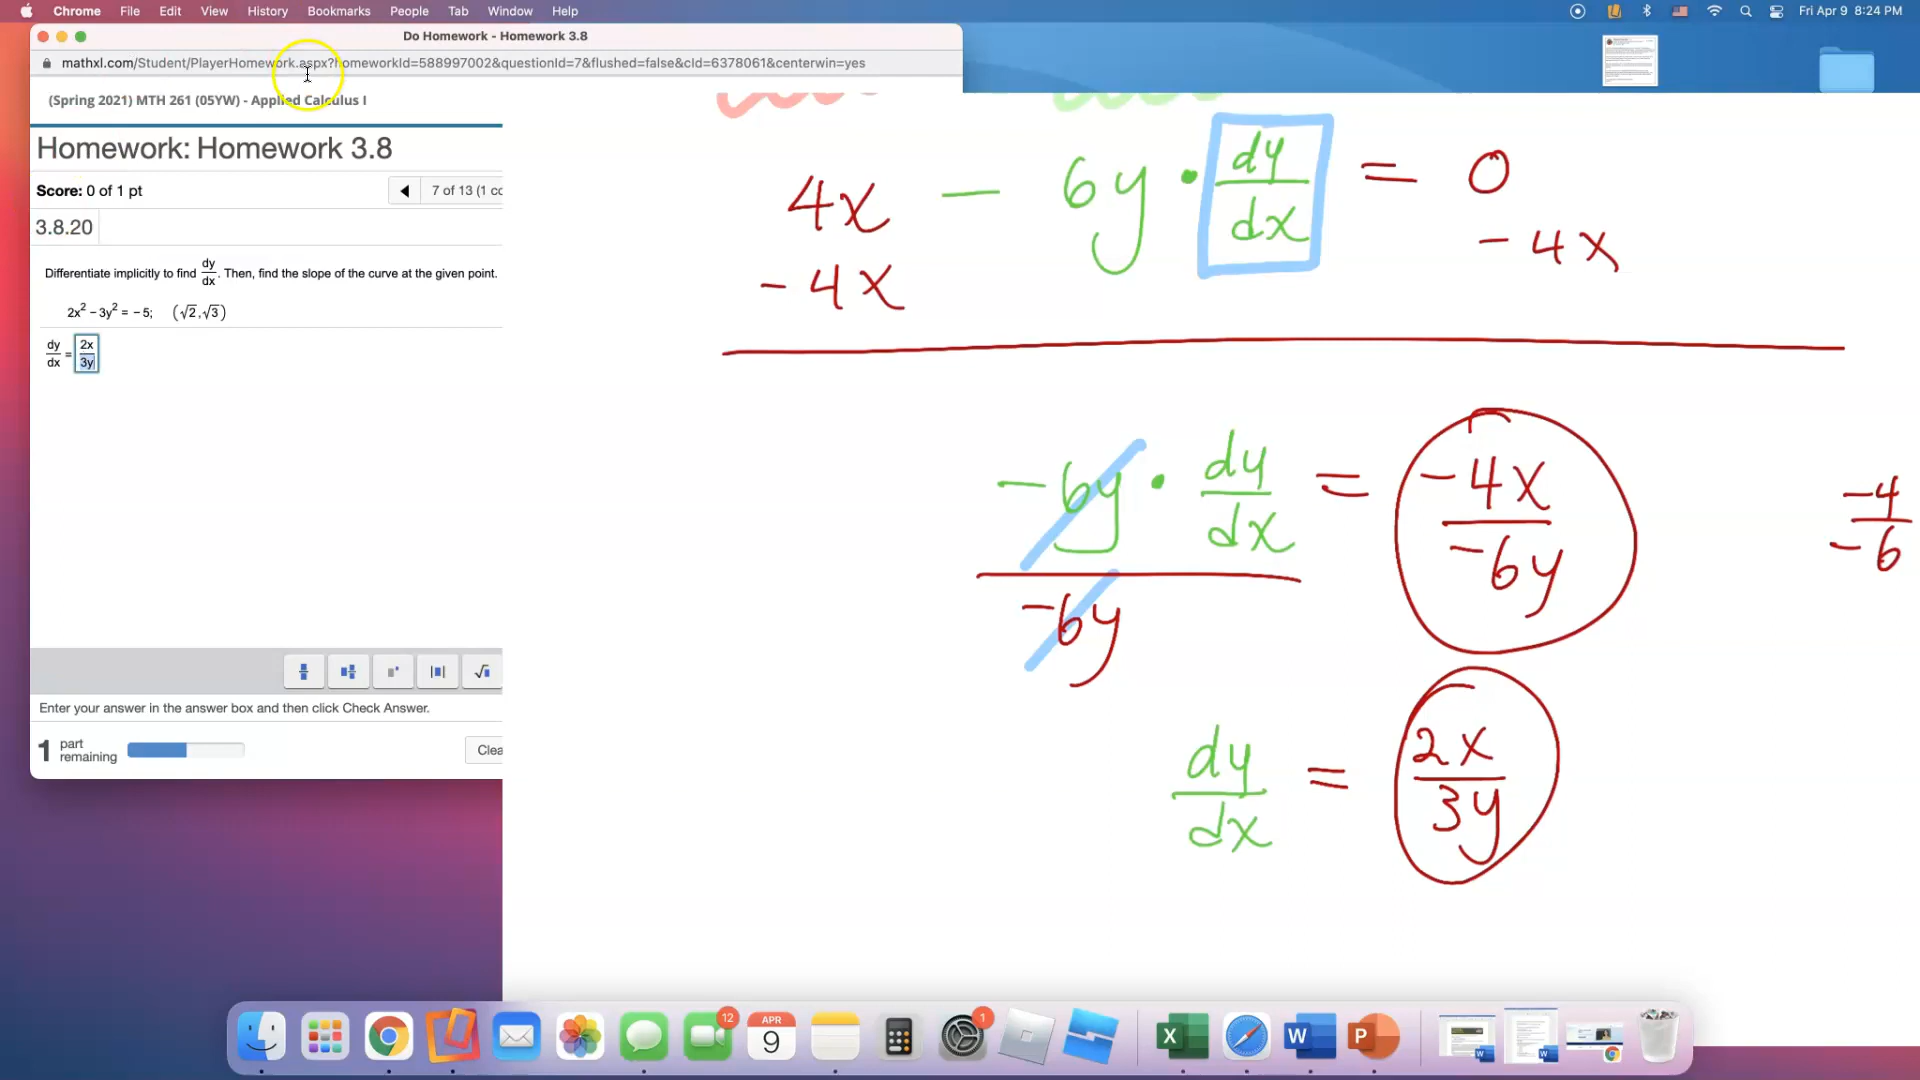 Chrome File Edit View History Bookmarks People Tab Window Help Fri Apr 9 8:24 PM
Do Homework - Homework 3.8
mathxl.com/Student/PlayerHomework.aspx?homeworkId=588997002&questionId=7&flushed=false&cId=6378061&centerwin=yes
(Spring 2021) MTH 261 (05YW) - Applied Calculus I
Homework: Homework 3.8
Score: 0 of 1 pt
7 of 13 (1 co
3.8.20
Differentiate implicitly to find dy/dx. Then, find the slope of the curve at the given point.
2x² − 3y² = − 5; (√2,√3)
dy/dx = 2x/3y
Enter your answer in the answer box and then click Check Answer.
1 part remaining
Clea
4x − 6y · dy/dx = 0
− 4x − 4x
−6y · dy/dx = −4x/−6y
−6y
−4/−6
dy/dx = 2x/3y
12
APR
9
1
X
W
P
W
W